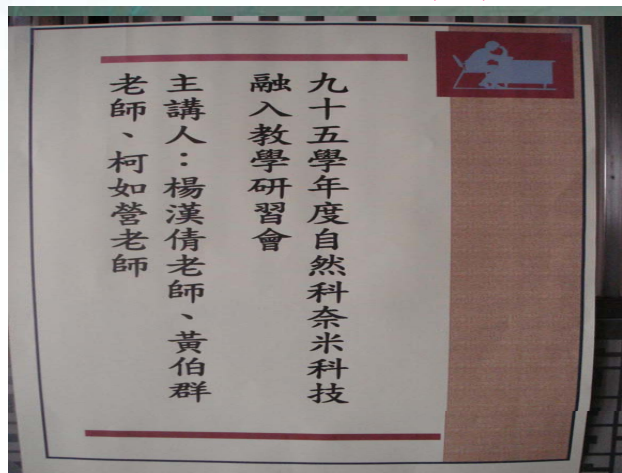 九十五學年度自然科奈米科技
融入教學研習會
主講人：楊漢倩老師、黃伯群
老師、柯如營老師